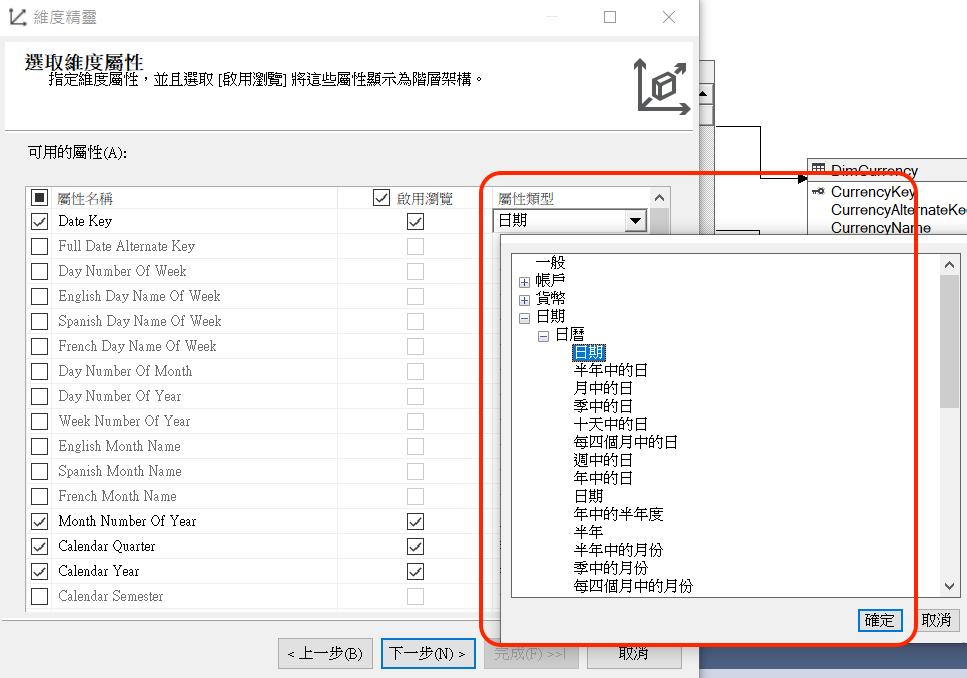 維度精靈
選取維度屬性
指定維度屬性，並且選取 [啟用瀏覽] 將這些屬性顯示為階層架構。
可用的屬性(A):
屬性名稱 啟用瀏覽 屬性類型
Date Key 日期
Full Date Alternate Key
Day Number Of Week
English Day Name Of Week
Spanish Day Name Of Week
French Day Name Of Week
Day Number Of Month
Day Number Of Year
Week Number Of Year
English Month Name
Spanish Month Name
French Month Name
Month Number Of Year
Calendar Quarter
Calendar Year
Calendar Semester
一般
帳戶
貨幣
日期
日曆
日期
半年中的日
月中的日
季中的日
十天中的日
每四個月中的日
週中的日
年中的日
日期
年中的半年度
半年
半年中的月份
季中的月份
每四個月中的月份
確定 取消
< 上一步(B) 下一步(N) > 完成(F) >>| 取消
DimCurrency
CurrencyKey
CurrencyAlternateKe
CurrencyName